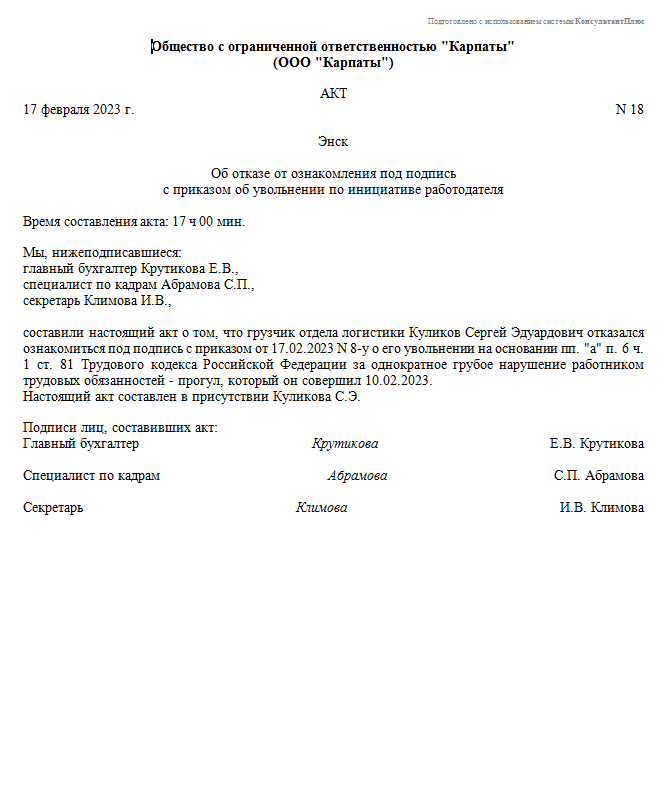 Подготовлено с использованием системы КонсультантПлюс
Общество с ограниченной ответственностью "Карпаты"
(ООО "Карпаты")
АКТ
17 февраля 2023 г. N 18
Энск
Об отказе от ознакомления под подпись
с приказом об увольнении по инициативе работодателя
Время составления акта: 17 ч 00 мин.
Мы, нижеподписавшиеся:
главный бухгалтер Крутикова Е.В.,
специалист по кадрам Абрамова С.П.,
секретарь Климова И.В.,
составили настоящий акт о том, что грузчик отдела логистики Куликов Сергей Эдуардович отказался
ознакомиться под подпись с приказом от 17.02.2023 N 8-у о его увольнении на основании пп. "а" п. 6 ч.
1 ст. 81 Трудового кодекса Российской Федерации за однократное грубое нарушение работником
трудовых обязанностей - прогул, который он совершил 10.02.2023.
Настоящий акт составлен в присутствии Куликова С.Э.
Подписи лиц, составивших акт:
Главный бухгалтер Крутикова Е.В. Крутикова
Специалист по кадрам Абрамова С.П. Абрамова
Секретарь Климова И.В. Климова